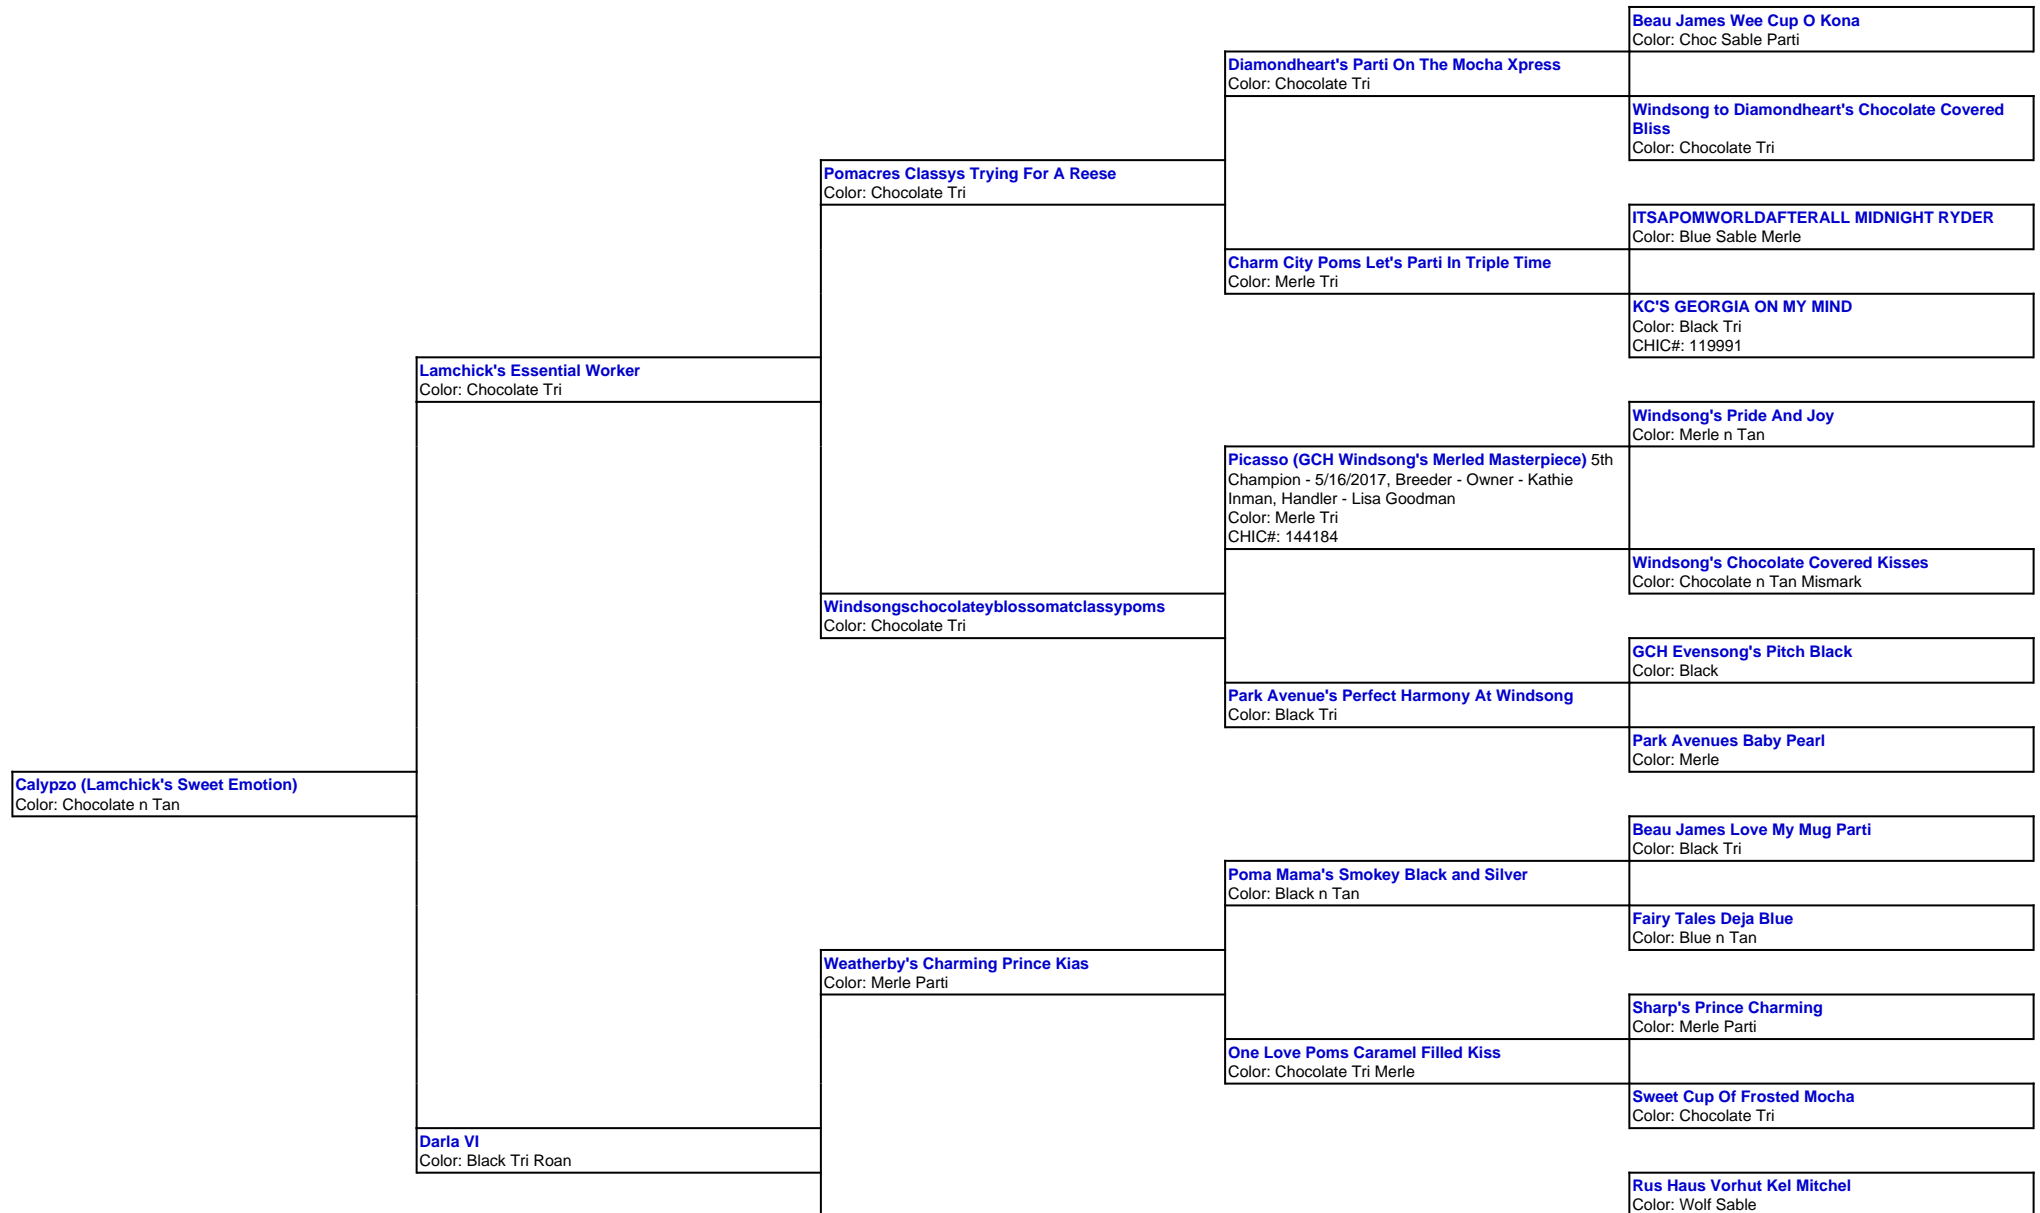 Beau James Wee Cup O Kona
Color: Choc Sable Parti
Diamondheart's Parti On The Mocha Xpress
Color: Chocolate Tri
Windsong to Diamondheart's Chocolate Covered
Bliss
Color: Chocolate Tri
Pomacres Classys Trying For A Reese
Color: Chocolate Tri
ITSAPOMWORLDAFTERALL MIDNIGHT RYDER
Color: Blue Sable Merle
Charm City Poms Let's Parti In Triple Time
Color: Merle Tri
KC'S GEORGIA ON MY MIND
Color: Black Tri
CHIC#: 119991
Lamchick's Essential Worker
Color: Chocolate Tri
Windsong's Pride And Joy
Color: Merle n Tan
Picasso (GCH Windsong's Merled Masterpiece) 5th
Champion - 5/16/2017, Breeder - Owner - Kathie
Inman, Handler - Lisa Goodman
Color: Merle Tri
CHIC#: 144184
Windsong's Chocolate Covered Kisses
Color: Chocolate n Tan Mismark
Windsongschocolateyblossomatclassypoms
Color: Chocolate Tri
GCH Evensong's Pitch Black
Color: Black
Park Avenue's Perfect Harmony At Windsong
Color: Black Tri
Park Avenues Baby Pearl
Color: Merle
Calypzo (Lamchick's Sweet Emotion)
Color: Chocolate n Tan
Beau James Love My Mug Parti
Color: Black Tri
Poma Mama's Smokey Black and Silver
Color: Black n Tan
Fairy Tales Deja Blue
Color: Blue n Tan
Weatherby's Charming Prince Kias
Color: Merle Parti
Sharp's Prince Charming
Color: Merle Parti
One Love Poms Caramel Filled Kiss
Color: Chocolate Tri Merle
Sweet Cup Of Frosted Mocha
Color: Chocolate Tri
Darla VI
Color: Black Tri Roan
Rus Haus Vorhut Kel Mitchel
Color: Wolf Sable